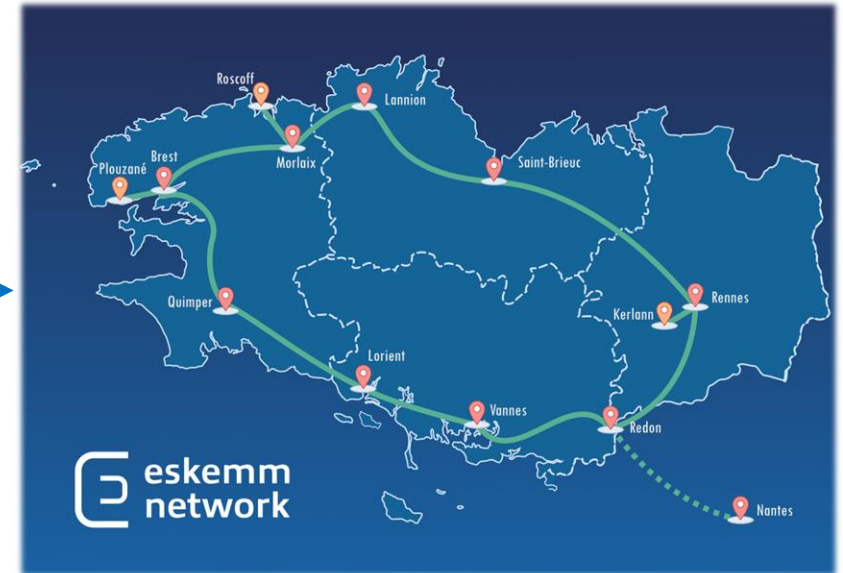 Roscoff
Lannion
Brest
Morlaix
Saint-Brieuc
Plouzané
Quimper
Rennes
Kerlann
Lorient
Vannes
Redon
eskemm
network
Nantes